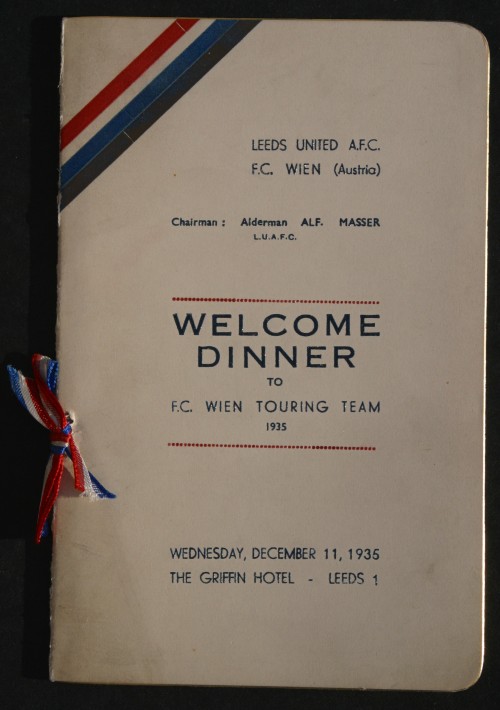 LEEDS UNITED A.F.C.
F.C. WIEN (Austria)
Chairman: Alderman ALF. MASSER
L.U.A.F.C.
WELCOME
DINNER
TO
F.C. WIEN TOURING TEAM
1935
WEDNESDAY, DECEMBER 11, 1935
THE GRIFFIN HOTEL - LEEDS 1